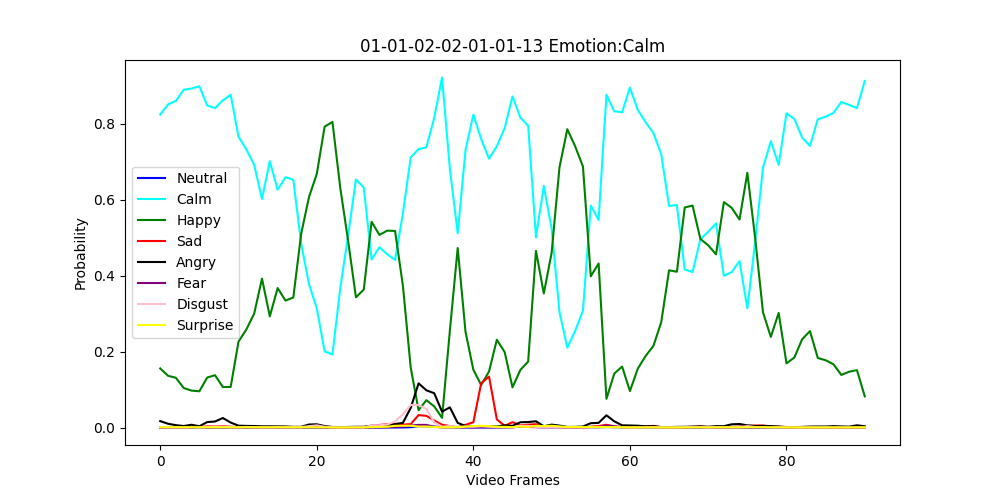 01-01-02-02-01-01-13 Emotion:Calm
Probability
0.8
0.6
0.4
0.2
0.0
Neutral
Calm
Happy
Sad
Angry
Fear
Disgust
Surprise
0 20 40 60 80
Video Frames